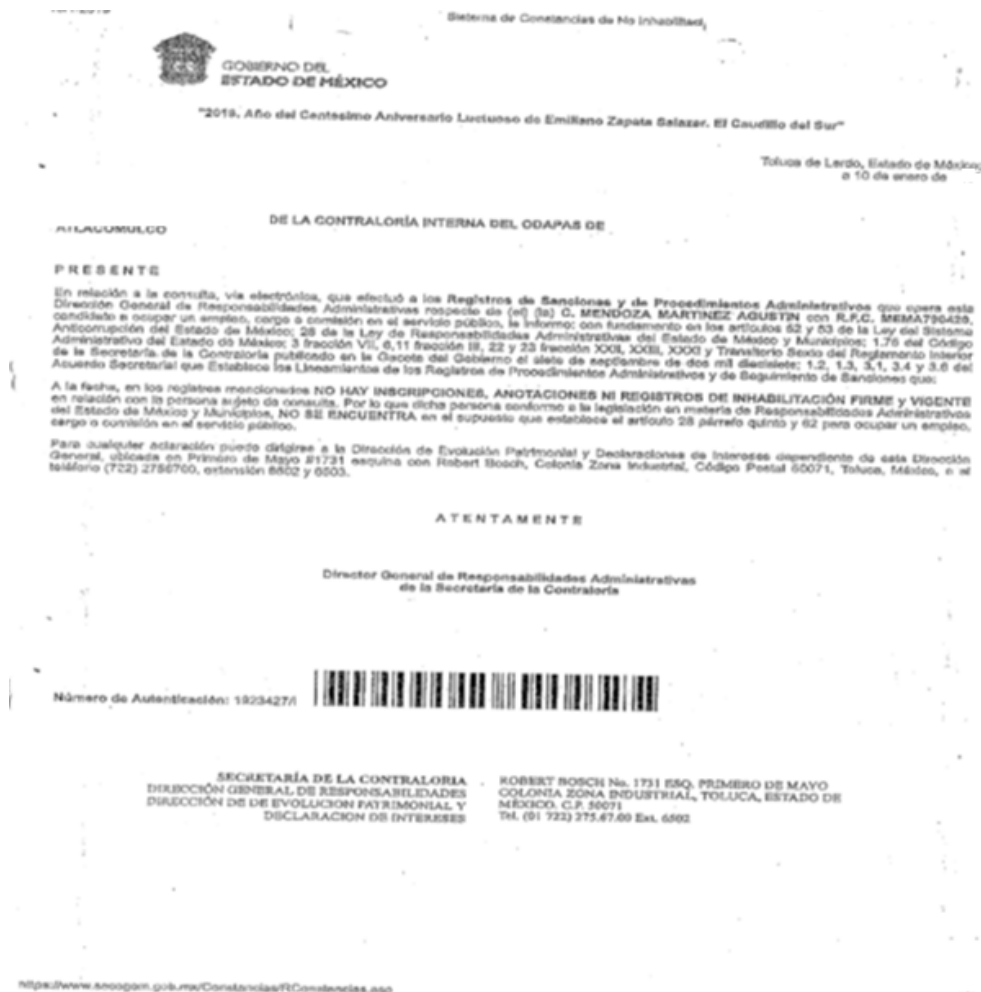 Sistema de Constancias de No Inhabilitac
GOBIERNO DEL
ESTADO DE MÉXICO
"2019. Año del Centesimo Aniversario Luctuoso de Emiliano Zapata Salazar. El Caudillo del Sur"
Toluca de Lerdo, Estado de México;
a 10 de enero de
DE LA CONTRALORÍA INTERNA DEL ODAPAS DE
ATLACOMULCO
PRESENTE
En relación a la consulta, vía electrónica, que efectuó a los Registros de Sanciones y de Procedimientos Administrativos que opera esta
Dirección General de Responsabilidades Administrativas respecto de (el) (la) C. MENDOZA MARTINEZ AGUSTIN con R.F.C.
candidato a ocupar un empleo, cargo o comisión en el servicio público, le informo: con fundamento en los artículos 52 y 53 de la Ley del Sistema
Anticorrupción del Estado de México; 28 de la Ley de Responsabilidades Administrativas del Estado de México y Municipios; 1.76 del Código
Administrativo del Estado de México; 3 fracción VII, 6,11 fracción III, 22 y 23 fracción XXII, XXIII, XXXI y Transitorio Sexto del Reglamento Interior
de la Secretaría de la Contraloría publicado en la Gaceta del Gobierno el siete de septiembre de dos mil diecisiete; 1.2, 1.3, 3.1, 3.4 y 3.6 del
Acuerdo Secretarial que Establece los Lineamientos de los Registros de Procedimientos Administrativos y de Seguimiento de Sanciones que:
A la fecha, en los registros mencionados NO HAY INSCRIPCIONES, ANOTACIONES NI REGISTROS DE INHABILITACIÓN FIRME y VIGENTE
en relación con la persona sujeto de consulta. Por lo que dicha persona conforme a la legislación en materia de Responsabilidades Administrativas
del Estado de México y Municipios, NO SE ENCUENTRA en el supuesto que establece el artículo 28 párrafo quinto y 62 para ocupar un empleo,
cargo o comisión en el servicio público.
Para cualquier aclaración puede dirigirse a la Dirección de Evolución Patrimonial y Declaraciones de Intereses dependiente de esta Dirección
General, ubicada en Primero de Mayo #1731 esquina con Robert Bosch, Colonia Zona Industrial, Código Postal 50071, Toluca, México, o al
teléfono (722) 2756700, extensión 6502 y 6503.
ATENTAMENTE
Director General de Responsabilidades Administrativas
de la Secretaría de la Contraloría
Número de Autenticación: 1923427/I
SECRETARÍA DE LA CONTRALORIA
DIRECCIÓN GENERAL DE RESPONSABILIDADES
DIRECCIÓN DE DE EVOLUCION PATRIMONIAL Y
DECLARACION DE INTERESES
ROBERT BOSCH No. 1731 ESQ. PRIMERO DE MAYO
COLONIA ZONA INDUSTRIAL, TOLUCA, ESTADO DE
MÉXICO. C.P. 50071
Tel. (01 722) 275.67.00 Ext. 6502
https://www.secogem.gob.mx/Constancias/RConstancias.asp